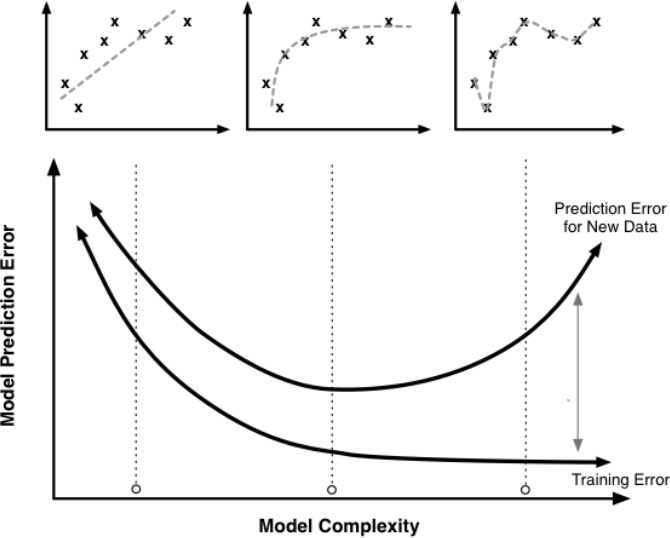 Prediction Error
for New Data
Model Prediction Error
Training Error
Model Complexity